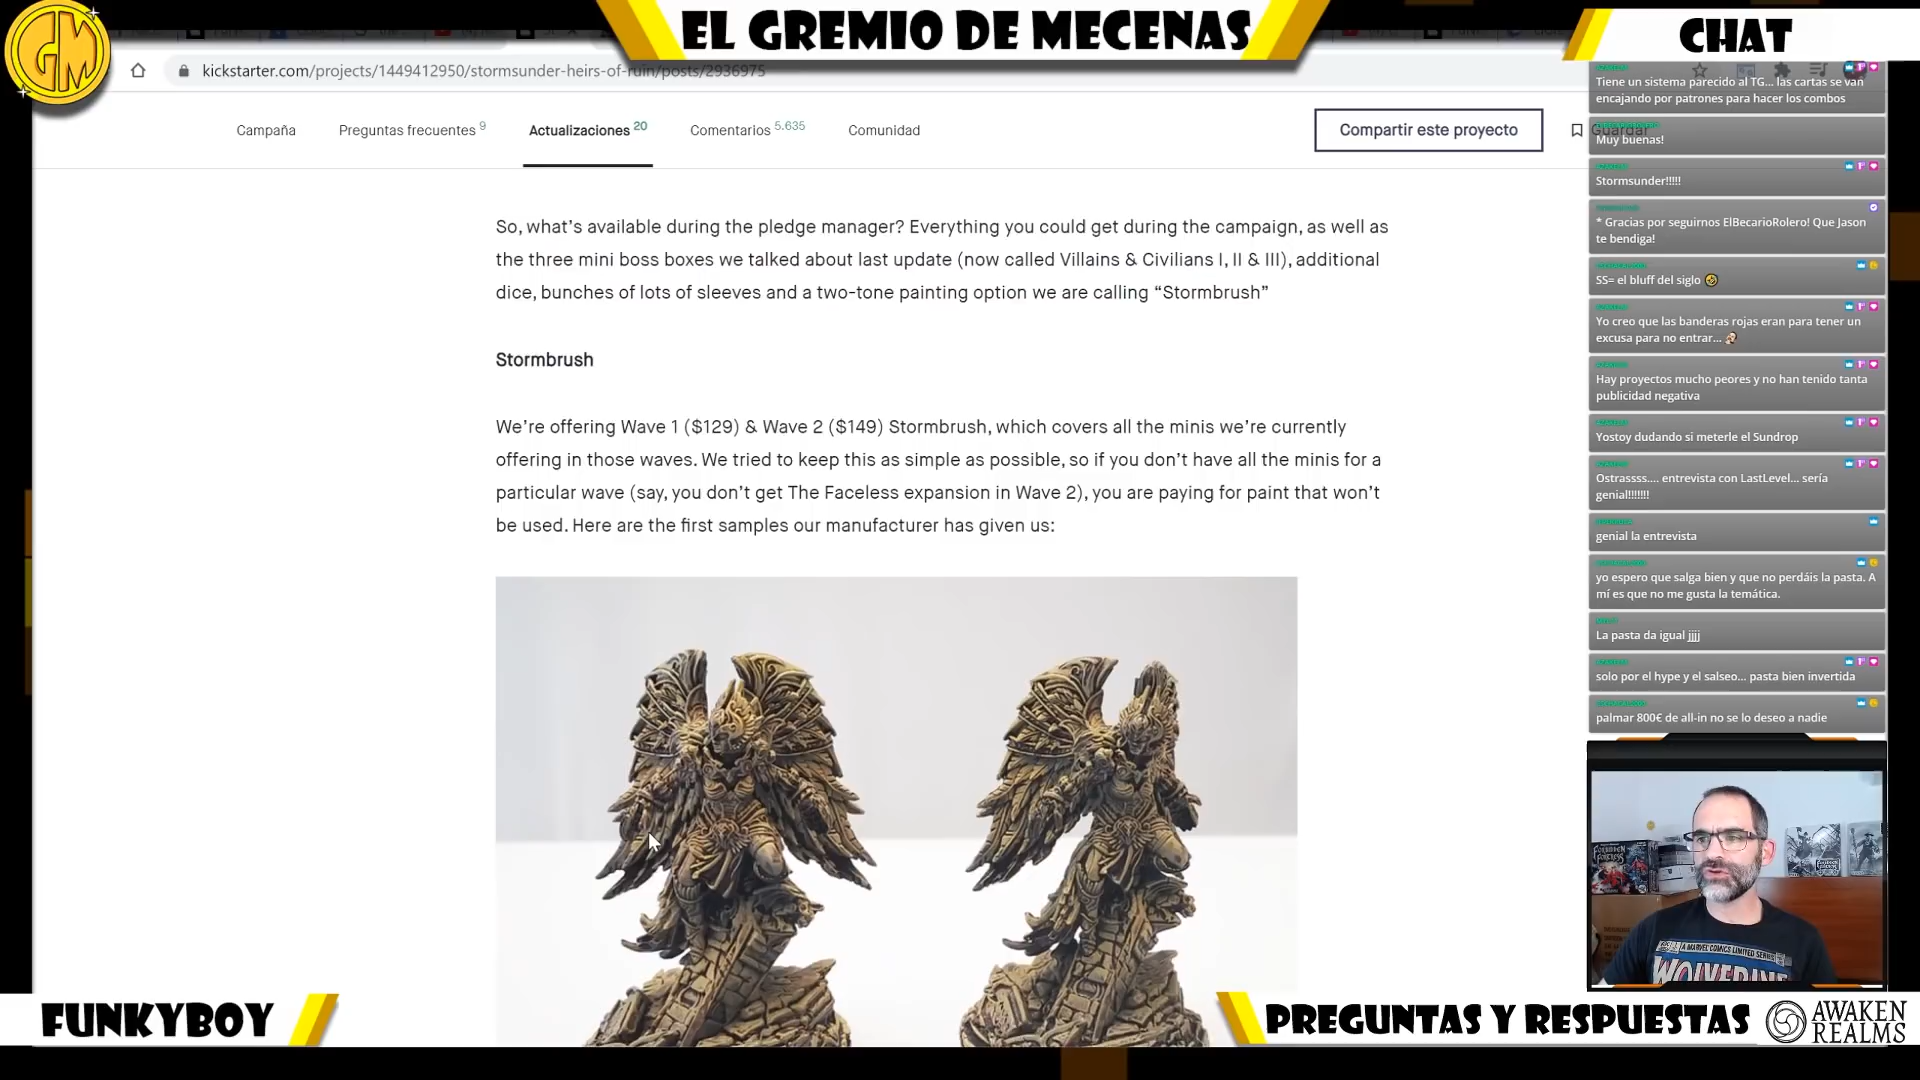 EL GREMIO DE MECENAS
CHAT
GM
kickstarter.com/projects/1449412950/stormsunder-heirs-of-ruin/posts/2936975
Campaña
Preguntas frecuentes 9
Actualizaciones 20
Comentarios 5.635
Comunidad
Compartir este proyecto
Guardar
So, what’s available during the pledge manager? Everything you could get during the campaign, as well as
the three mini boss boxes we talked about last update (now called Villains & Civilians I, II & III), additional
dice, bunches of lots of sleeves and a two-tone painting option we are calling “Stormbrush”
Stormbrush
We’re offering Wave 1 ($129) & Wave 2 ($149) Stormbrush, which covers all the minis we’re currently
offering in those waves. We tried to keep this as simple as possible, so if you don’t have all the minis for a
particular wave (say, you don’t get The Faceless expansion in Wave 2), you are paying for paint that won’t
be used. Here are the first samples our manufacturer has given us:
Tiene un sistema parecido al TG... las cartas se van
encajando por patrones para hacer los combos
Muy buenas!
Stormsunder!!!!!
* Gracias por seguirnos ElBecarioRolero! Que Jason
te bendiga!
SS= el bluff del siglo
Yo creo que las banderas rojas eran para tener un
excusa para no entrar...
Hay proyectos mucho peores y no han tenido tanta
publicidad negativa
Yostoy dudando si meterle el Sundrop
Ostrassss.... entrevista con LastLevel... sería
genial!!!!!!!
genial la entrevista
yo espero que salga bien y que no perdáis la pasta. A
mí es que no me gusta la temática.
La pasta da igual jjjj
solo por el hype y el salseo... pasta bien invertida
palmar 800€ de all-in no se lo deseo a nadie
FORBIDDEN
FORTRESS
A MARVEL COMICS LIMITED SERIES
WOLVERINE
FUNKYBOY
PREGUNTAS Y RESPUESTAS
AWAKEN
REALMS